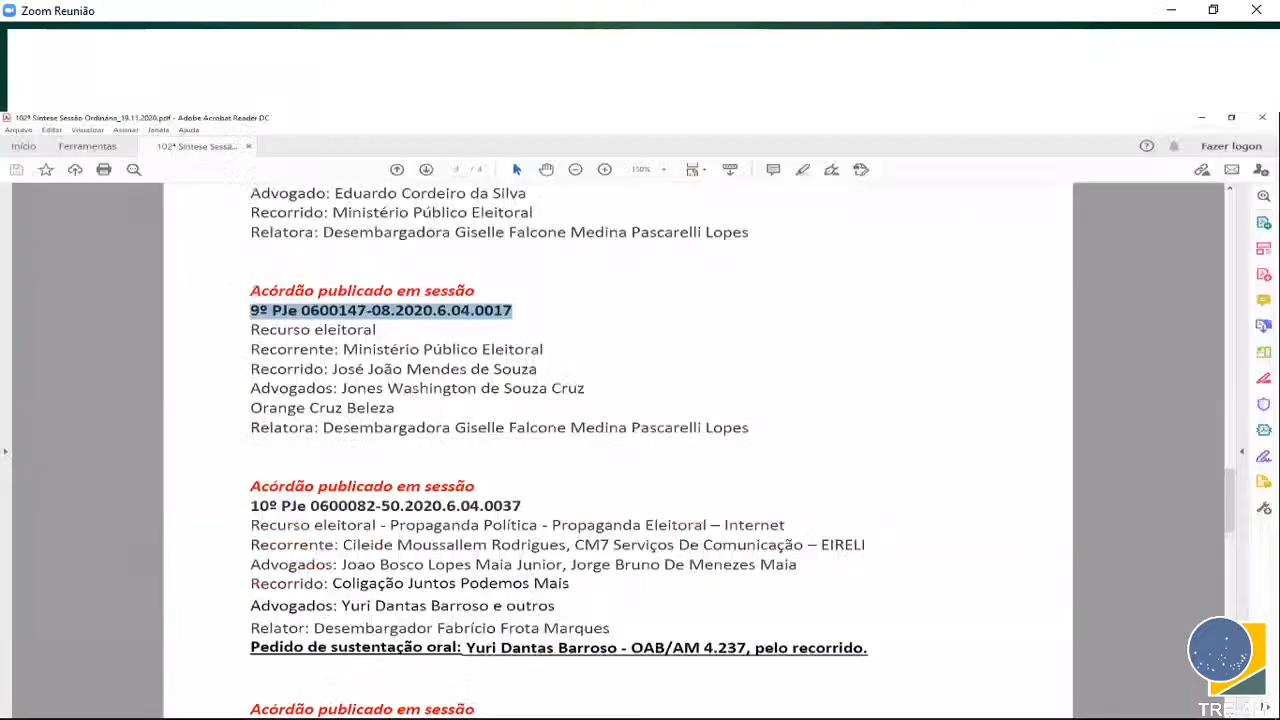 Zoom Reunião
102ª Síntese Sessão Ordinária_19.11.2020.pdf - Adobe Acrobat Reader DC
Arquivo Editar Visualizar Assinar Janela Ajuda
Início Ferramentas 102ª Síntese Sessã... × Fazer logon
/ 4 150%
Advogado: Eduardo Cordeiro da Silva
Recorrido: Ministério Público Eleitoral
Relatora: Desembargadora Giselle Falcone Medina Pascarelli Lopes
Acórdão publicado em sessão
9º PJe 0600147-08.2020.6.04.0017
Recurso eleitoral
Recorrente: Ministério Público Eleitoral
Recorrido: José João Mendes de Souza
Advogados: Jones Washington de Souza Cruz
Orange Cruz Beleza
Relatora: Desembargadora Giselle Falcone Medina Pascarelli Lopes
Acórdão publicado em sessão
10º PJe 0600082-50.2020.6.04.0037
Recurso eleitoral - Propaganda Política - Propaganda Eleitoral – Internet
Recorrente: Cileide Moussallem Rodrigues, CM7 Serviços De Comunicação – EIRELI
Advogados: Joao Bosco Lopes Maia Junior, Jorge Bruno De Menezes Maia
Recorrido: Coligação Juntos Podemos Mais
Advogados: Yuri Dantas Barroso e outros
Relator: Desembargador Fabrício Frota Marques
Pedido de sustentação oral: Yuri Dantas Barroso - OAB/AM 4.237, pelo recorrido.
Acórdão publicado em sessão